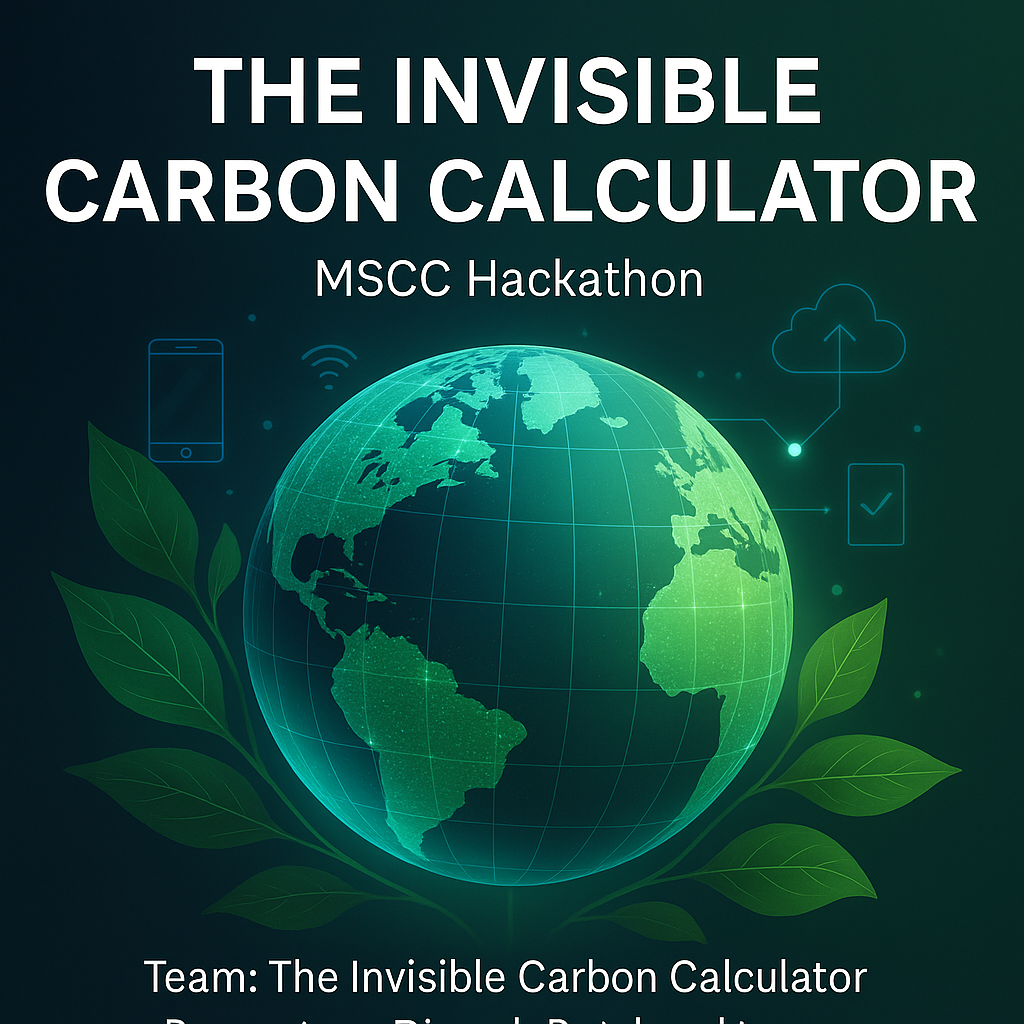 THE INVISIBLE
CARBON CALCULATOR
MSCC Hackathon
Team: The Invisible Carbon Calculator